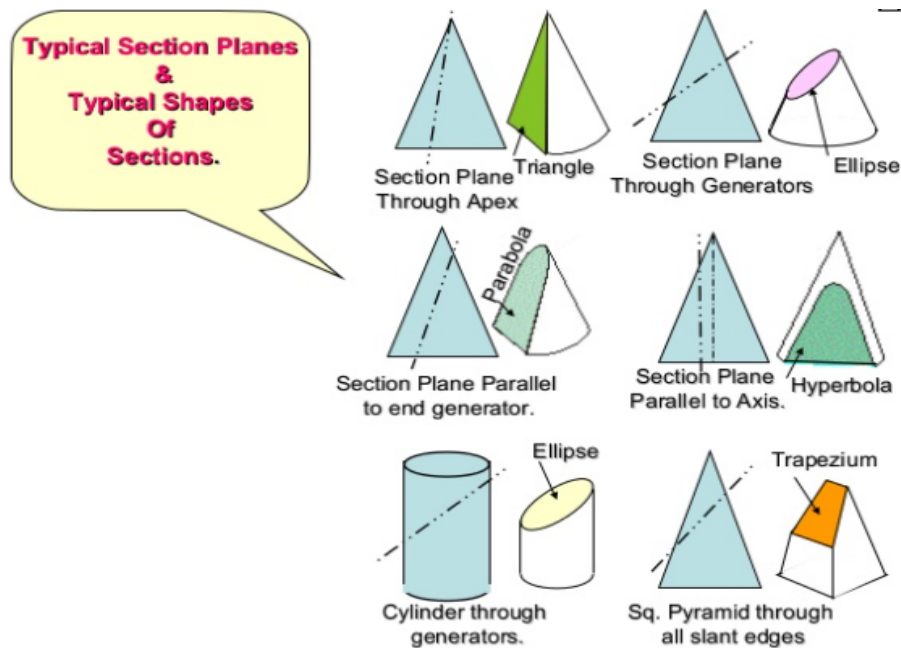 Typical Section Planes
&
Typical Shapes
Of
Sections.
Section Plane
Through Apex
Triangle
Section Plane
Through Generators
Ellipse
Section Plane Parallel
to end generator.
Parabola
Section Plane
Parallel to Axis.
Hyperbola
Cylinder through
generators.
Ellipse
Sq. Pyramid through
all slant edges
Trapezium